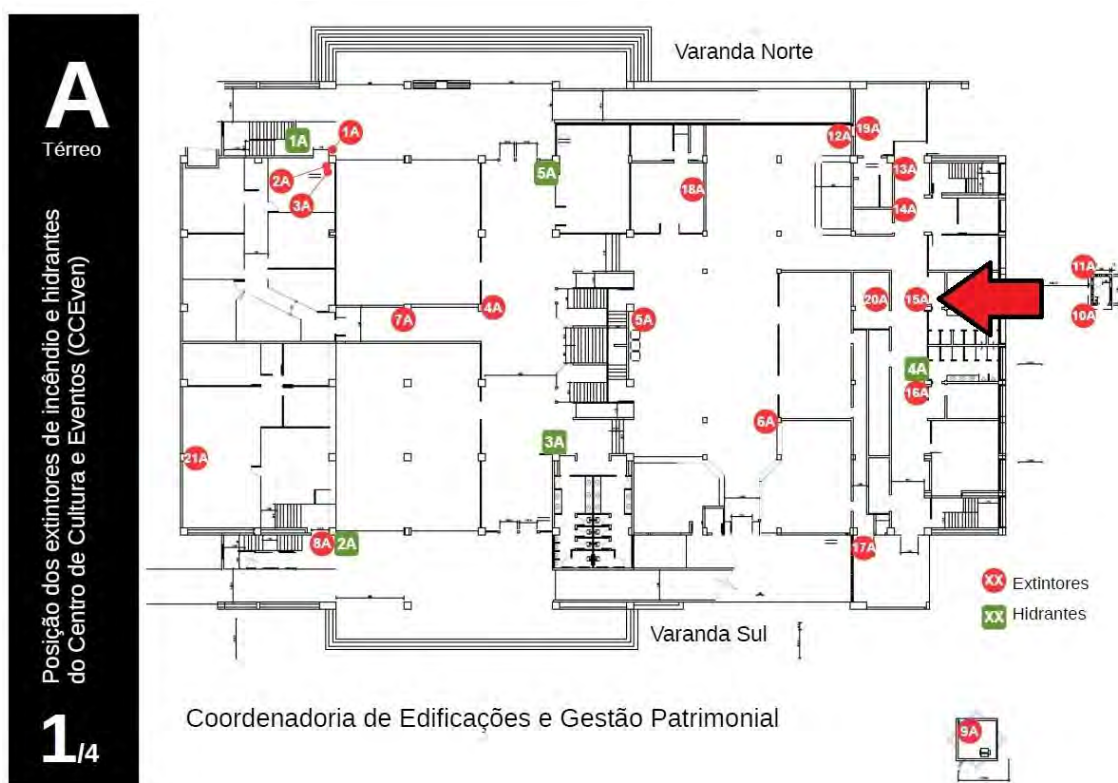 A
Térreo
Posição dos extintores de incêndio e hidrantes
do Centro de Cultura e Eventos (CCEven)
1/4
Varanda Norte
1A
1A
2A
3A
5A
12A
19A
13A
18A
14A
11A
4A
7A
5A
20A
15A
10A
4A
16A
6A
3A
21A
8A
2A
17A
XX Extintores
XX Hidrantes
Varanda Sul
Coordenadoria de Edificações e Gestão Patrimonial
9A